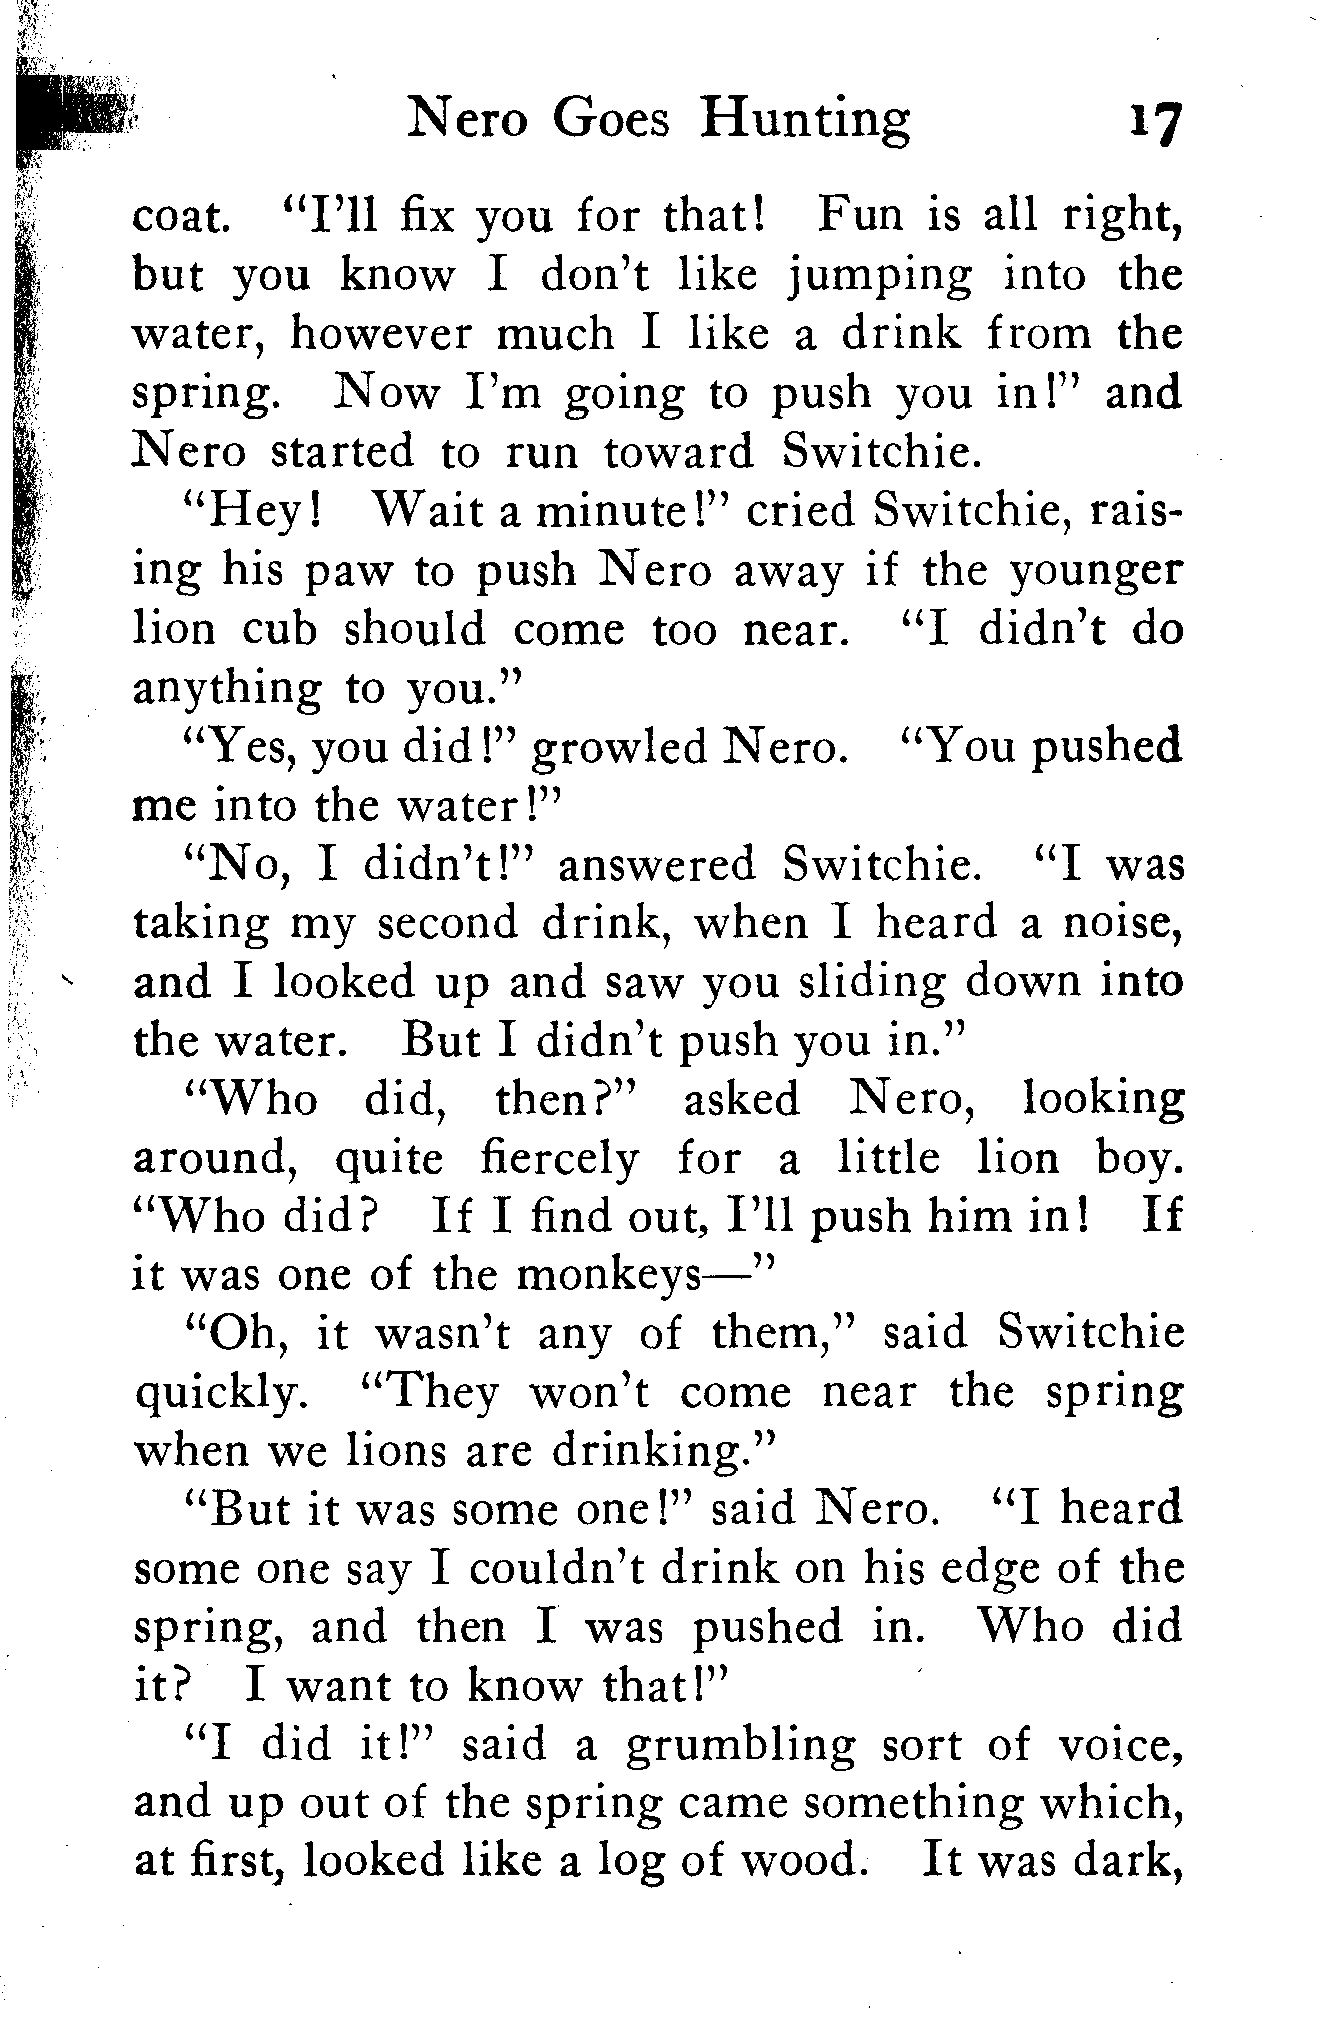 Nero Goes Hunting 17
coat. “I’ll fix you for that! Fun is all right,
but you know I don’t like jumping into the
water, however much I like a drink from the
spring. Now I’m going to push you in!” and
Nero started to run toward Switchie.
“Hey! Wait a minute!” cried Switchie, rais-
ing his paw to push Nero away if the younger
lion cub should come too near. “I didn’t do
anything to you.”
“Yes, you did!” growled Nero. “You pushed
me into the water!”
“No, I didn’t!” answered Switchie. “I was
taking my second drink, when I heard a noise,
and I looked up and saw you sliding down into
the water. But I didn’t push you in.”
“Who did, then?” asked Nero, looking
around, quite fiercely for a little lion boy.
“Who did? If I find out, I’ll push him in! If
it was one of the monkeys—”
“Oh, it wasn’t any of them,” said Switchie
quickly. “They won’t come near the spring
when we lions are drinking.”
“But it was some one!” said Nero. “I heard
some one say I couldn’t drink on his edge of the
spring, and then I was pushed in. Who did
it? I want to know that!”
“I did it!” said a grumbling sort of voice,
and up out of the spring came something which,
at first, looked like a log of wood. It was dark,